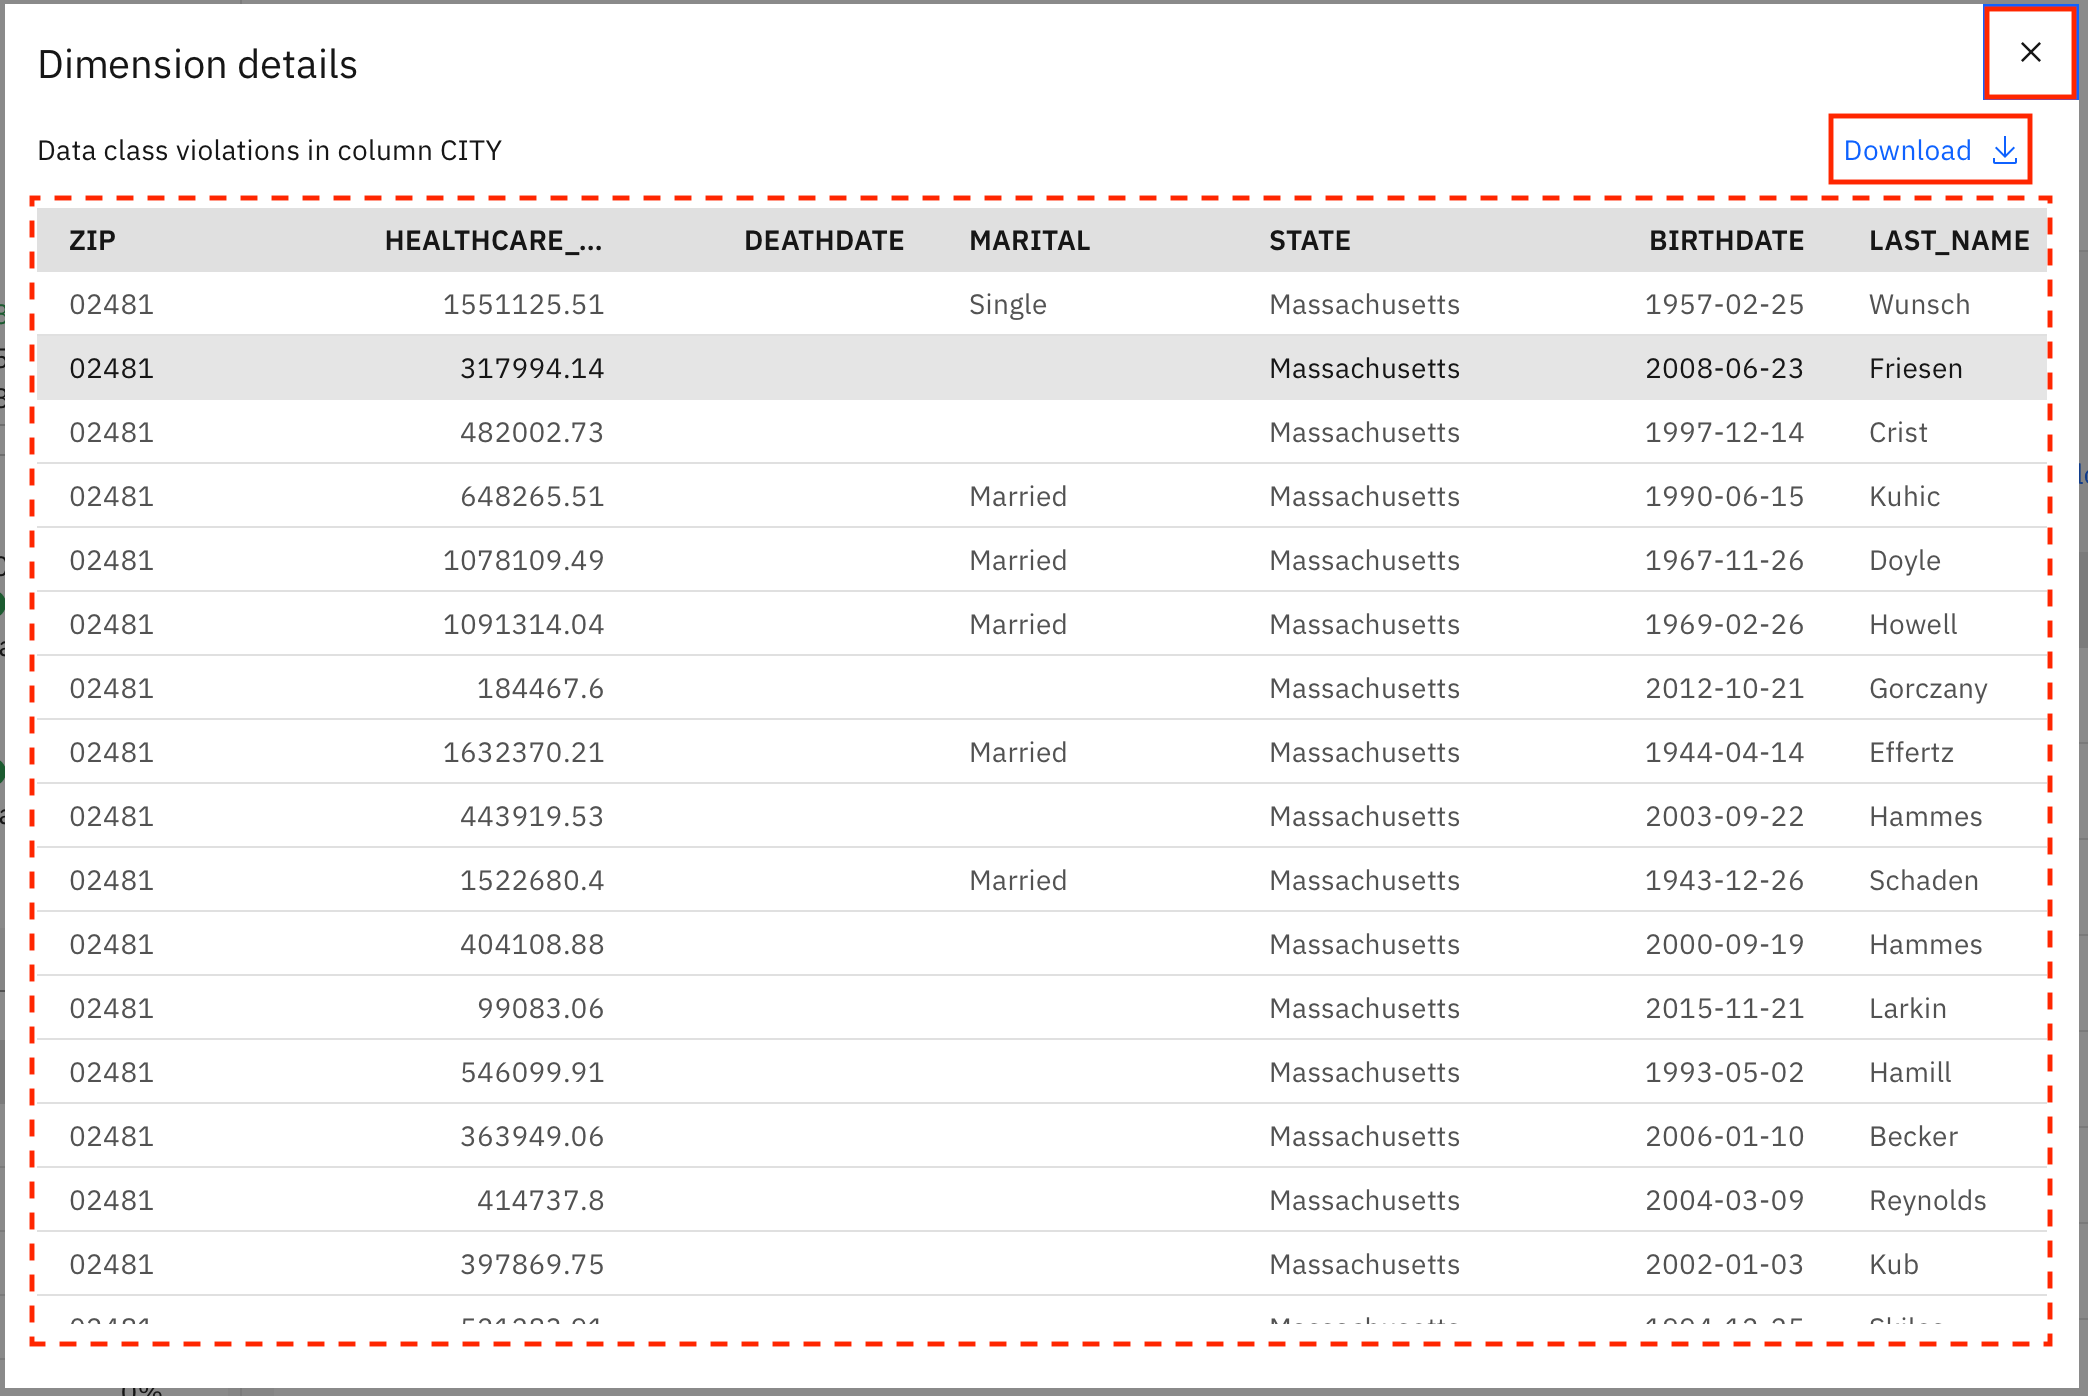 Dimension details
Data class violations in column CITY
Download
ZIP HEALTHCARE_... DEATHDATE MARITAL STATE BIRTHDATE LAST_NAME
02481 1551125.51 Single Massachusetts 1957-02-25 Wunsch
02481 317994.14 Massachusetts 2008-06-23 Friesen
02481 482002.73 Massachusetts 1997-12-14 Crist
02481 648265.51 Married Massachusetts 1990-06-15 Kuhic
02481 1078109.49 Married Massachusetts 1967-11-26 Doyle
02481 1091314.04 Married Massachusetts 1969-02-26 Howell
02481 184467.6 Massachusetts 2012-10-21 Gorczany
02481 1632370.21 Married Massachusetts 1944-04-14 Effertz
02481 443919.53 Massachusetts 2003-09-22 Hammes
02481 1522680.4 Married Massachusetts 1943-12-26 Schaden
02481 404108.88 Massachusetts 2000-09-19 Hammes
02481 99083.06 Massachusetts 2015-11-21 Larkin
02481 546099.91 Massachusetts 1993-05-02 Hamill
02481 363949.06 Massachusetts 2006-01-10 Becker
02481 414737.8 Massachusetts 2004-03-09 Reynolds
02481 397869.75 Massachusetts 2002-01-03 Kub